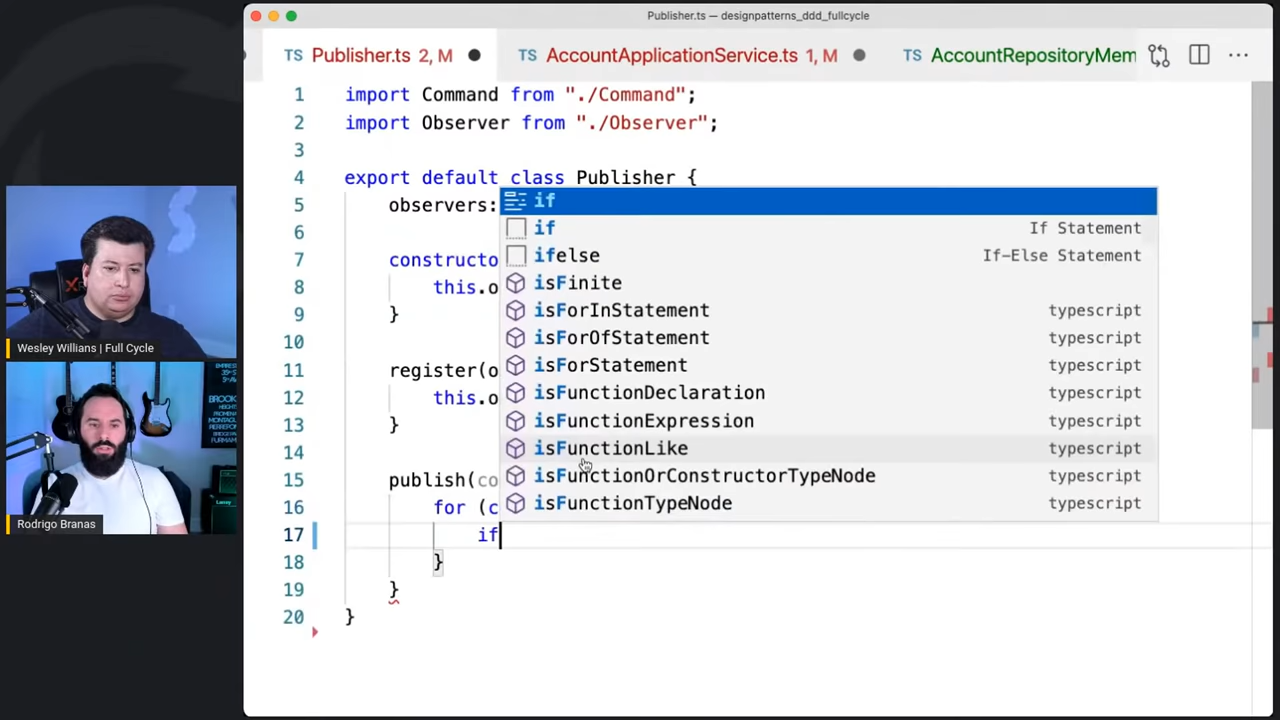 Publisher.ts — designpatterns_ddd_fullcycle
TS Publisher.ts 2, M
TS AccountApplicationService.ts 1, M
TS AccountRepositoryMem
1 import Command from "./Command";
2 import Observer from "./Observer";
3
4 export default class Publisher {
5 observers:
6
7 constructo
8 this.o
9 }
10
11 register(o
12 this.o
13 }
14
15 publish(co
16 for (c
17 if
18 }
19 }
20 }
if
if If Statement
ifelse If-Else Statement
isFinite
isForInStatement typescript
isForOfStatement typescript
isForStatement typescript
isFunctionDeclaration typescript
isFunctionExpression typescript
isFunctionLike typescript
isFunctionOrConstructorTypeNode typescript
isFunctionTypeNode typescript
Wesley Willians | Full Cycle
Rodrigo Branas